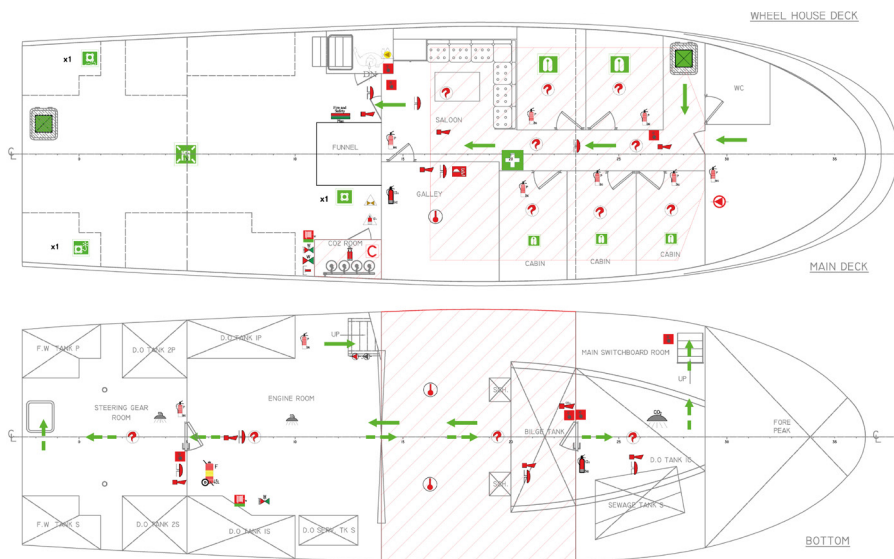 WHEEL HOUSE DECK
x1
DN
WC
SALOON
FUNNEL
GALLEY
x1
x1
CO2 ROOM
C
CABIN
CABIN
CABIN
MAIN DECK
F.W TANK P
D.O TANK 2P
D.O TANK 1P
UP
MAIN SWITCHBOARD ROOM
UP
STEERING GEAR
ROOM
ENGINE ROOM
CO2
BILGE TANK
FORE
PEAK
F
D.O TANK 1C
SEWAGE TANK S
F.W TANK S
D.O TANK 2S
D.O TANK 1S
D.O SERV. TK S
BOTTOM